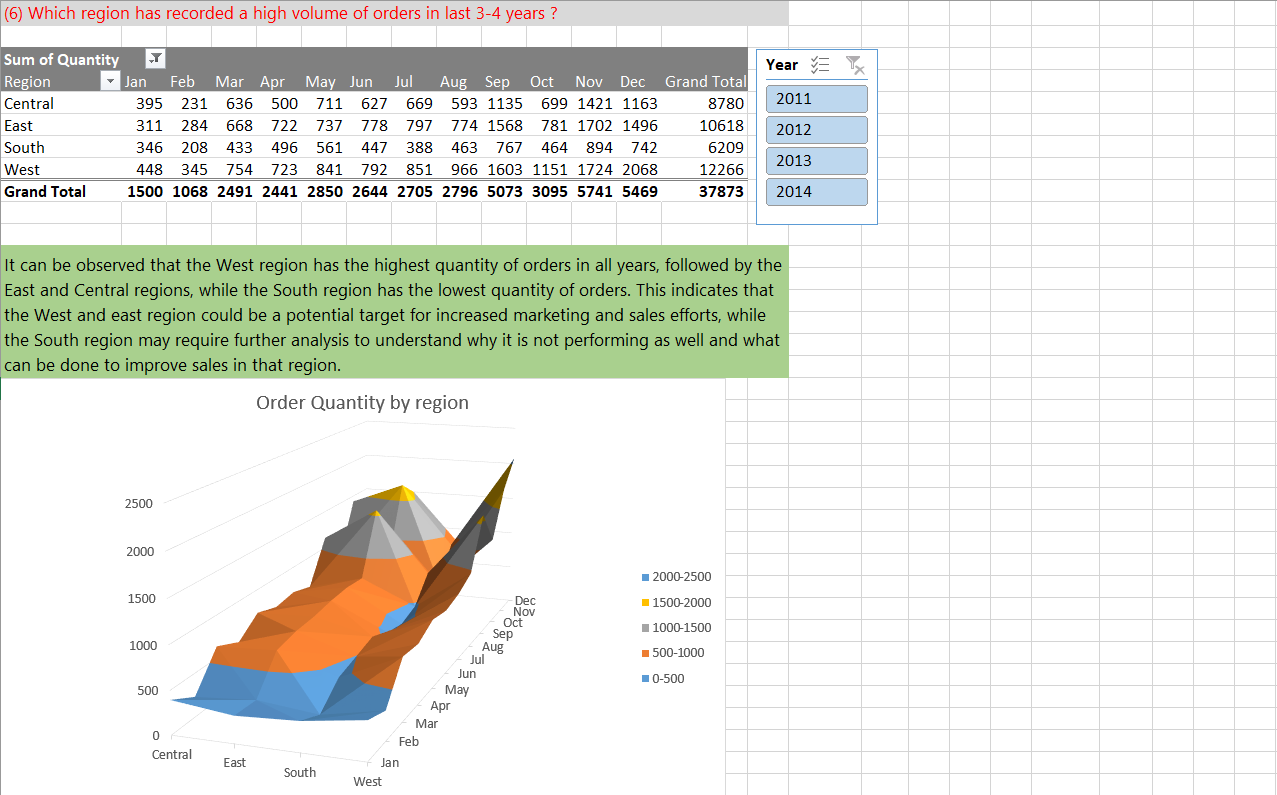 (6) Which region has recorded a high volume of orders in last 3-4 years ?
Sum of Quantity
Region Jan Feb Mar Apr May Jun Jul Aug Sep Oct Nov Dec Grand Total
Central 395 231 636 500 711 627 669 593 1135 699 1421 1163 8780
East 311 284 668 722 737 778 797 774 1568 781 1702 1496 10618
South 346 208 433 496 561 447 388 463 767 464 894 742 6209
West 448 345 754 723 841 792 851 966 1603 1151 1724 2068 12266
Grand Total 1500 1068 2491 2441 2850 2644 2705 2796 5073 3095 5741 5469 37873
Year
2011
2012
2013
2014
It can be observed that the West region has the highest quantity of orders in all years, followed by the
East and Central regions, while the South region has the lowest quantity of orders. This indicates that
the West and east region could be a potential target for increased marketing and sales efforts, while
the South region may require further analysis to understand why it is not performing as well and what
can be done to improve sales in that region.
Order Quantity by region
2500
2000
1500
1000
500
0
Central
East
South
West
Jan
Feb
Mar
Apr
May
Jun
Jul
Aug
Sep
Oct
Nov
Dec
2000-2500
1500-2000
1000-1500
500-1000
0-500